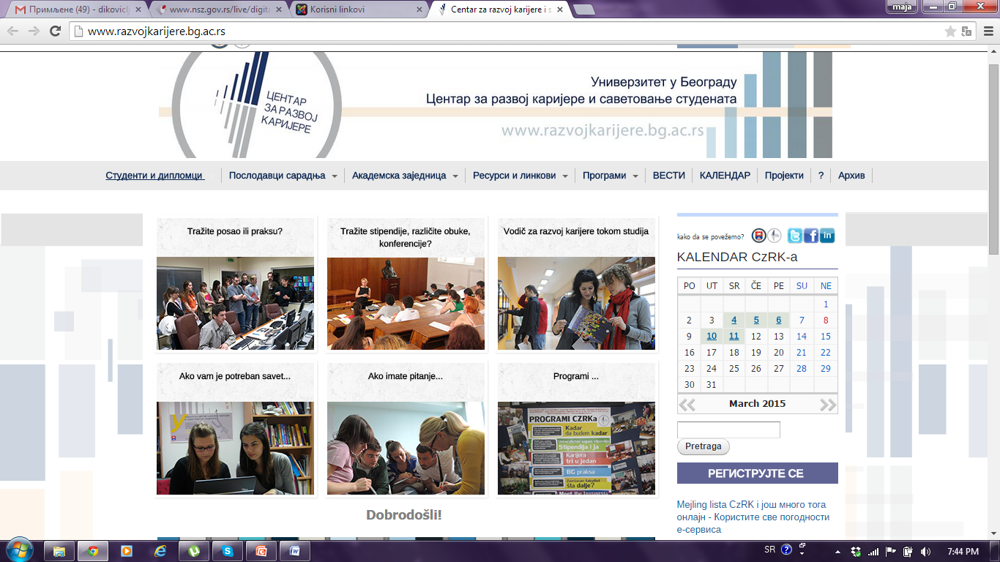 Примљене (49) - dikoviclj
www.nsz.gov.rs/live/digita
Korisni linkovi
Centar za razvoj karijere i s
maja
www.razvojkarijere.bg.ac.rs
ЦЕНТАР
ЗА РАЗВОЈ
КАРИЈЕРЕ
Универзитет у Београду
Центар за развој каријере и саветовање студената
www.razvojkarijere.bg.ac.rs
Студенти и дипломци
Послодавци сарадња
Академска заједница
Ресурси и линкови
Програми
ВЕСТИ
КАЛЕНДАР
Пројекти
?
Архив
Tražite posao ili praksu?
Tražite stipendije, različite obuke,
konferencije?
Vodič za razvoj karijere tokom studija
Ako vam je potreban savet...
Ako imate pitanje...
Programi ...
PROGRAMI CZRKa
Kadar
da budem kadar
Stipendija i ja
Karijera
tri u jedan
BG praksa
šta dalje?
Meet the BUSINESS
Dobrodošli!
kako da se povežemo?
KALENDAR CzRK-a
PO UT SR ČE PE SU NE
1
2 3 4 5 6 7 8
9 10 11 12 13 14 15
16 17 18 19 20 21 22
23 24 25 26 27 28 29
30 31
March 2015
Pretraga
РЕГИСТРУЈТЕ СЕ
Mejling lista CzRK i још много тога
онлајн - Користите све погодности
е-сервиса
SR
7:44 PM